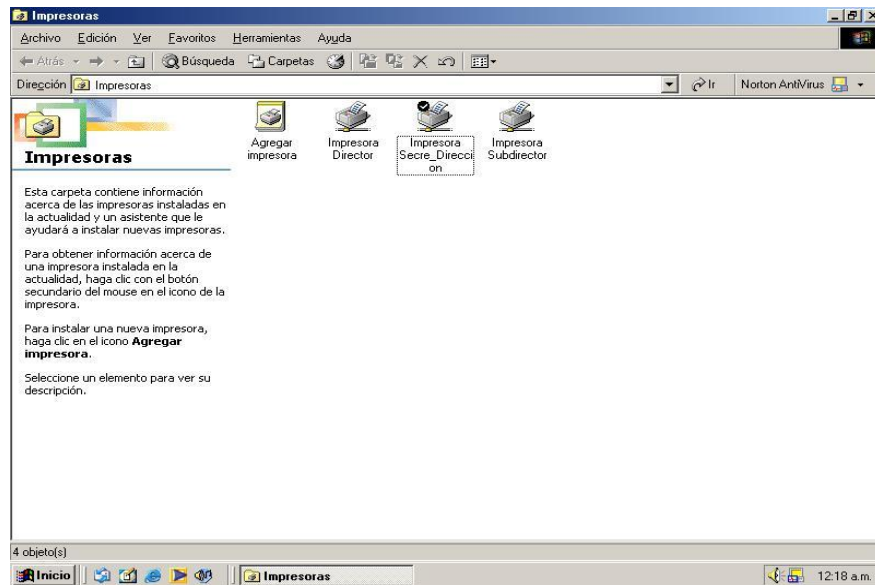 Impresoras
Archivo Edición Ver Favoritos Herramientas Ayuda
Atrás Búsqueda Carpetas
Dirección Impresoras Ir Norton AntiVirus
Impresoras
Esta carpeta contiene información
acerca de las impresoras instaladas en
la actualidad y un asistente que le
ayudará a instalar nuevas impresoras.
Para obtener información acerca de
una impresora instalada en la
actualidad, haga clic con el botón
secundario del mouse en el icono de la
impresora.
Para instalar una nueva impresora,
haga clic en el icono Agregar
impresora.
Seleccione un elemento para ver su
descripción.
Agregar
impresora
Impresora
Director
Impresora
Secre_Direcci
on
Impresora
Subdirector
4 objeto(s)
Inicio Impresoras 12:18 a.m.